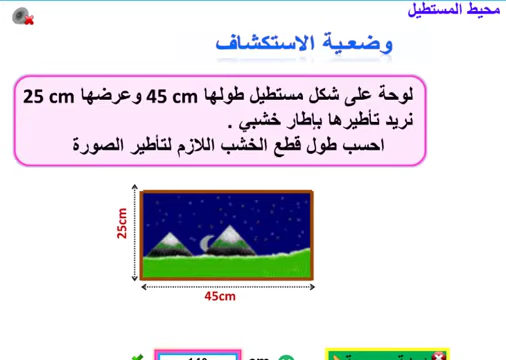 محيط المستطيل
وضعية الاستكشاف
لوحة على شكل مستطيل طولها 45 cm وعرضها 25 cm
نريد تأطيرها بإطار خشبي .
احسب طول قطع الخشب اللازم لتأطير الصورة
25cm
45cm
cm